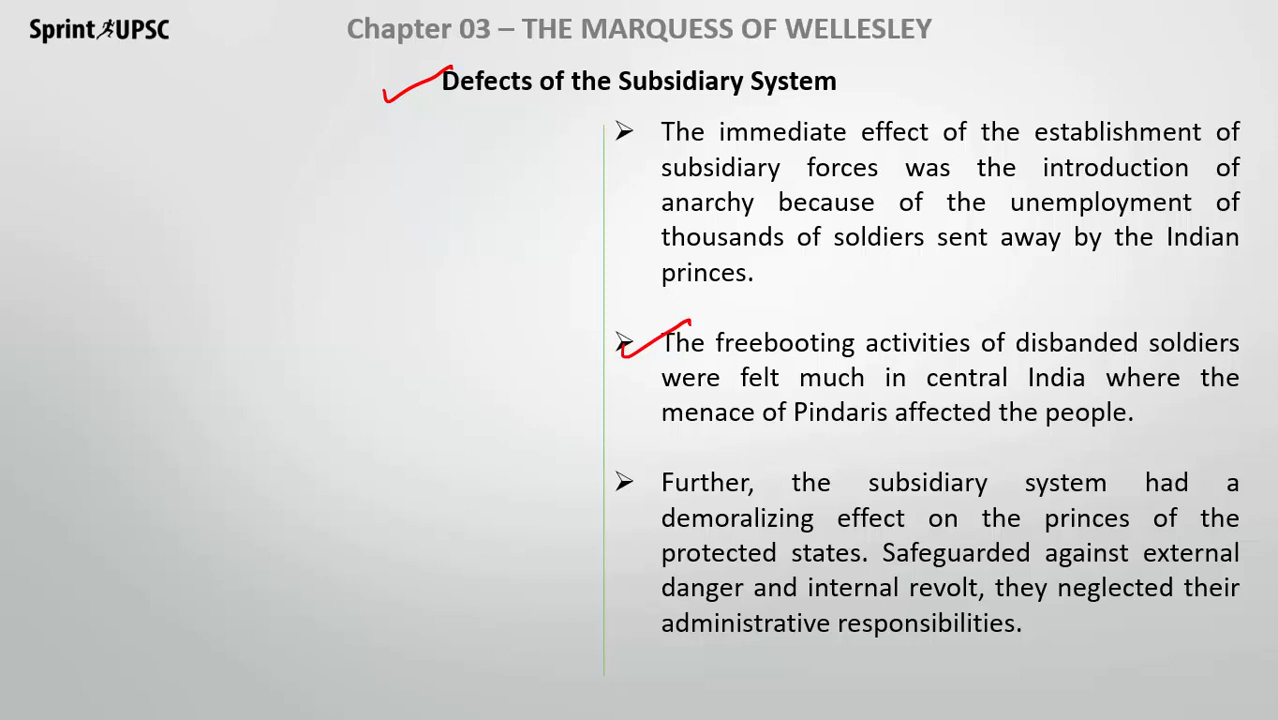 Sprint UPSC
Chapter 03 – THE MARQUESS OF WELLESLEY
Defects of the Subsidiary System
➢ The immediate effect of the establishment of
subsidiary forces was the introduction of
anarchy because of the unemployment of
thousands of soldiers sent away by the Indian
princes.
➢ The freebooting activities of disbanded soldiers
were felt much in central India where the
menace of Pindaris affected the people.
➢ Further, the subsidiary system had a
demoralizing effect on the princes of the
protected states. Safeguarded against external
danger and internal revolt, they neglected their
administrative responsibilities.